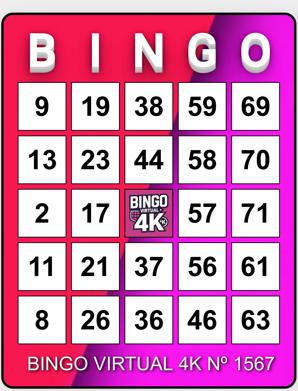 B I N G O
9 19 38 59 69
13 23 44 58 70
2 17 BINGO VIRTUAL 4K 57 71
11 21 37 56 61
8 26 36 46 63
BINGO VIRTUAL 4K Nº 1567